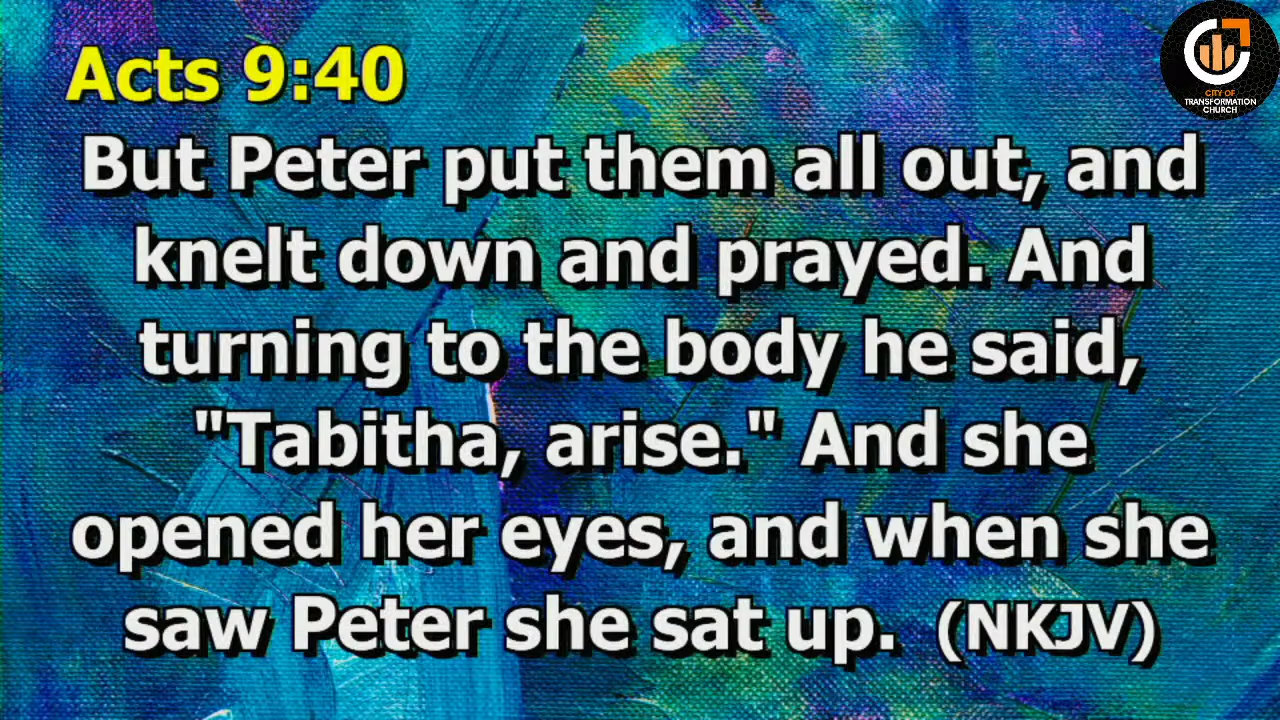 Acts 9:40
But Peter put them all out, and
knelt down and prayed. And
turning to the body he said,
"Tabitha, arise." And she
opened her eyes, and when she
saw Peter she sat up. (NKJV)
CITY OF
TRANSFORMATION
CHURCH